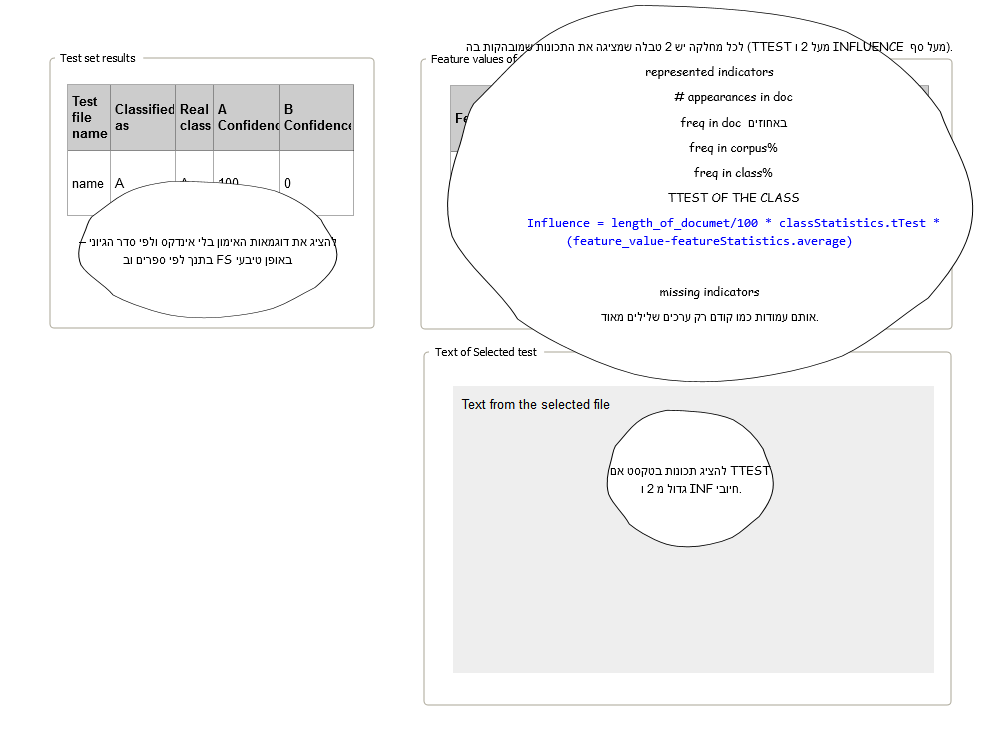 Test set results
Test file name
Classified as
Real class
A Confidenc
B Confidence
name A A 100 0
להציג את דוגמאות האימון בלי אינדקס ולפי סדר הגיוני –
בתנך לפי ספרים וב FS באופן טיבעי
Feature values of
Fe
לכל מחלקה יש 2 טבלה שמציגה את התכונות שמובהקות בה (TTEST מעל 2 ו INFLUENCE מעל סף).
represented indicators
# appearances in doc
freq in doc באחוזים
freq in corpus%
freq in class%
TTEST OF THE CLASS
Influence = length_of_documet/100 * classStatistics.tTest *
(feature_value-featureStatistics.average)
missing indicators
אותם עמודות כמו קודם רק ערכים שלילים מאוד.
Text of Selected test
Text from the selected file
להציג תכונות בטקסט אם TTEST
גדול מ 2 ו INF חיובי.